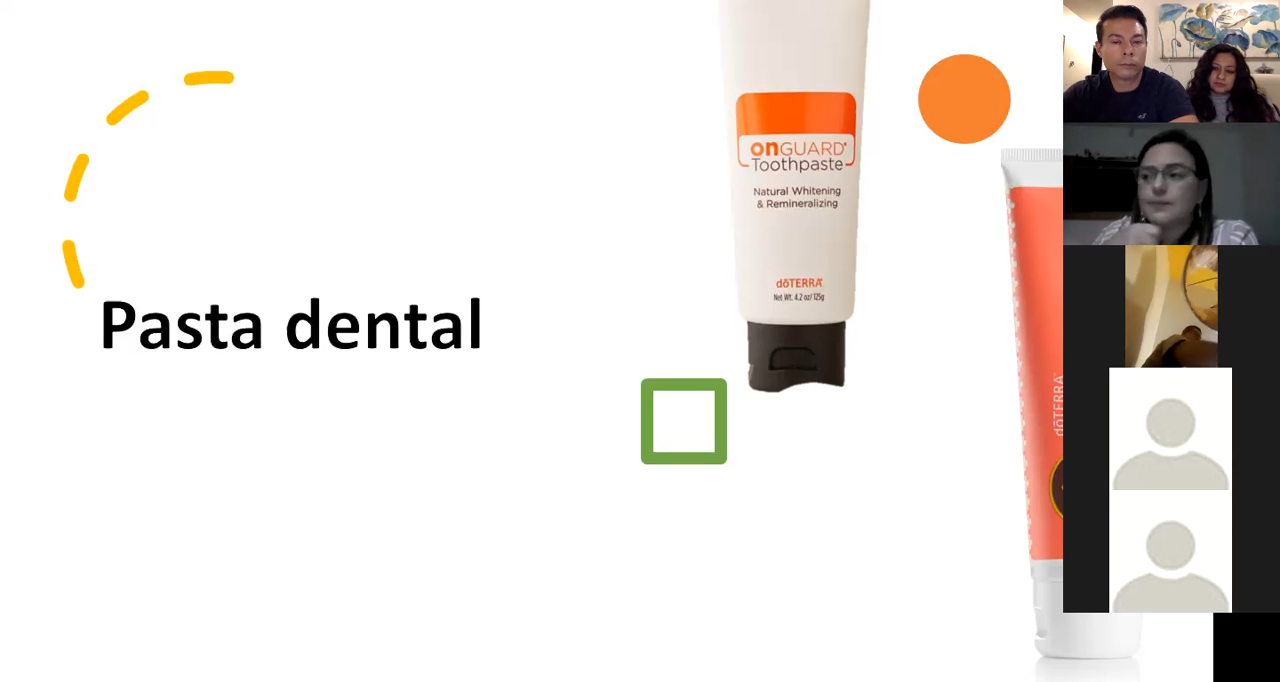 Pasta dental
onGUARD
Toothpaste
Natural Whitening
& Remineralizing
dōTERRA
Net Wt. 4.2 oz/ 125g
dōTERRA